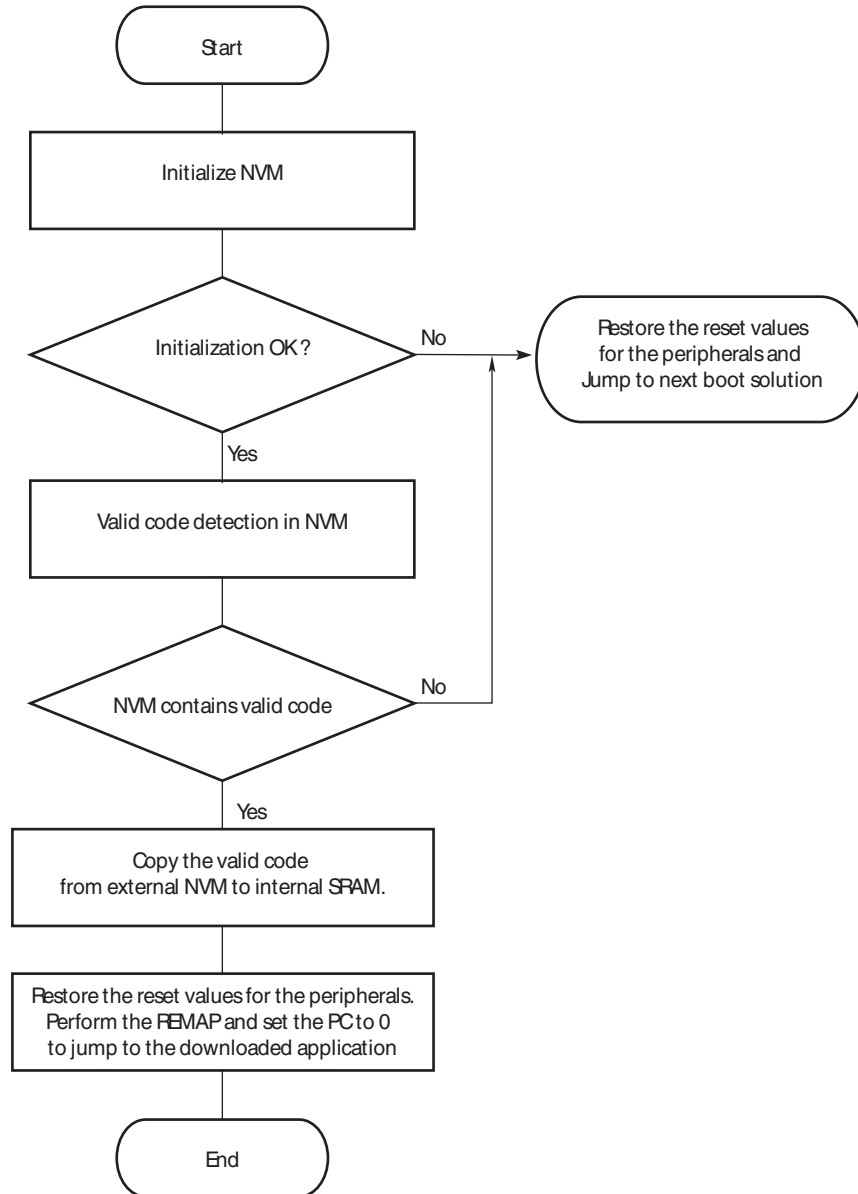 Start
Initialize NVM
Initialization OK?
No
Restore the reset values
for the peripherals and
Jump to next boot solution
Yes
Valid code detection in NVM
NVM contains valid code
No
Yes
Copy the valid code
from external NVM to internal SRAM.
Restore the reset values for the peripherals.
Perform the REMAP and set the PC to 0
to jump to the downloaded application
End